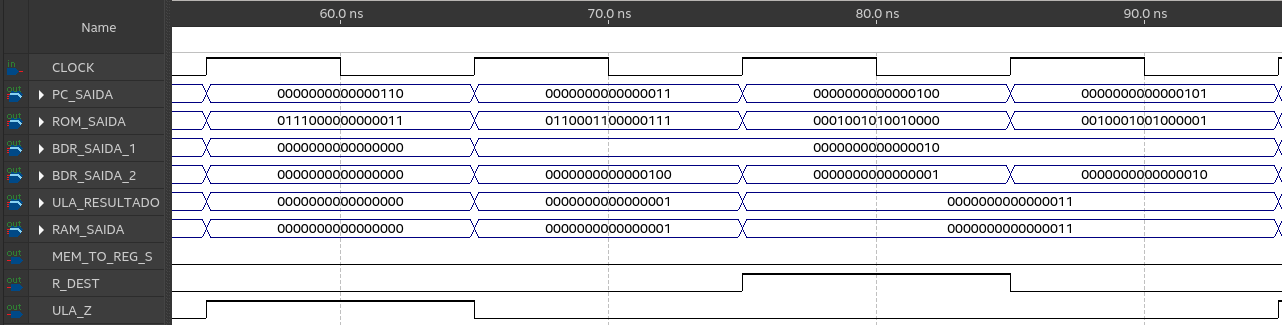 Name 60.0 ns 70.0 ns 80.0 ns 90.0 ns
in CLOCK
out PC_SAIDA 0000000000000110 0000000000000011 0000000000000100 0000000000000101
out ROM_SAIDA 0111000000000011 0110001100000111 0001001010010000 0010001001000001
out BDR_SAIDA_1 0000000000000000 0000000000000010
out BDR_SAIDA_2 0000000000000000 0000000000000100 0000000000000001 0000000000000010
out ULA_RESULTADO 0000000000000000 0000000000000001 0000000000000011
out RAM_SAIDA 0000000000000000 0000000000000001 0000000000000011
out MEM_TO_REG_S
out R_DEST
out ULA_Z